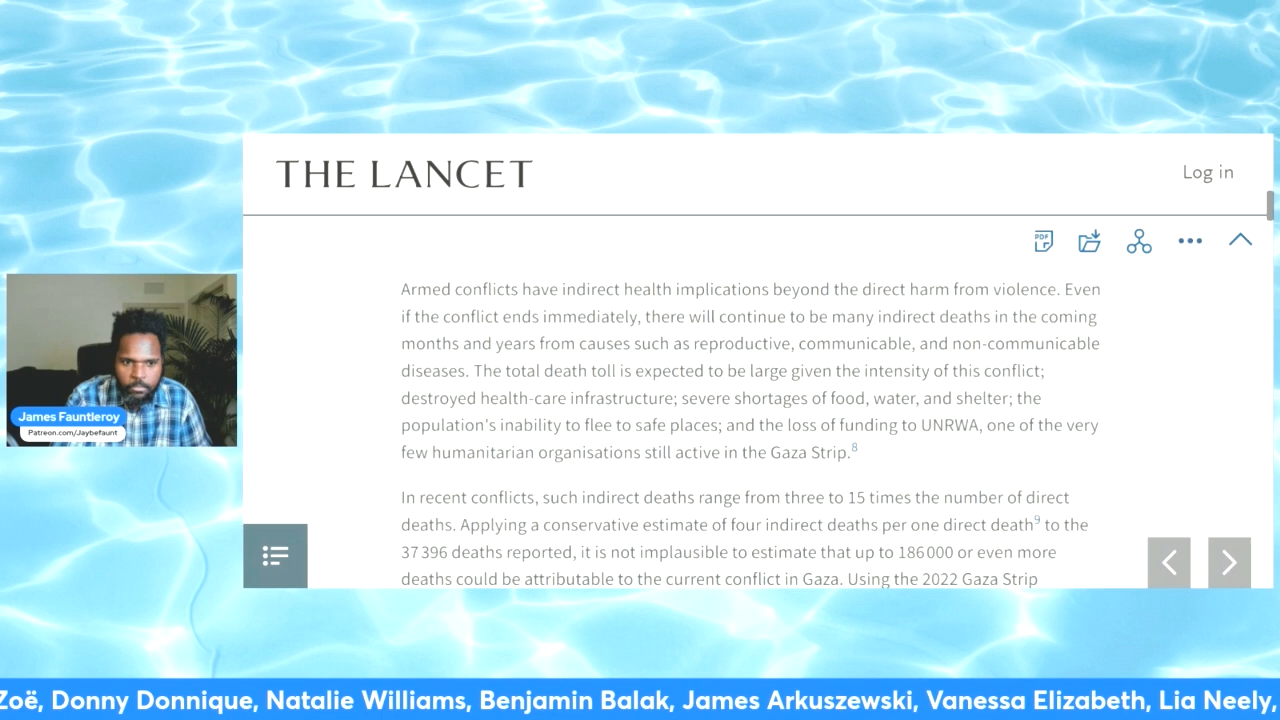 THE LANCET
Log in
PDF
Armed conflicts have indirect health implications beyond the direct harm from violence. Even
if the conflict ends immediately, there will continue to be many indirect deaths in the coming
months and years from causes such as reproductive, communicable, and non-communicable
diseases. The total death toll is expected to be large given the intensity of this conflict;
destroyed health-care infrastructure; severe shortages of food, water, and shelter; the
population's inability to flee to safe places; and the loss of funding to UNRWA, one of the very
few humanitarian organisations still active in the Gaza Strip.8
In recent conflicts, such indirect deaths range from three to 15 times the number of direct
deaths. Applying a conservative estimate of four indirect deaths per one direct death9 to the
37 396 deaths reported, it is not implausible to estimate that up to 186 000 or even more
deaths could be attributable to the current conflict in Gaza. Using the 2022 Gaza Strip
James Fauntleroy
Patreon.com/Jaybefaunt
Zoë, Donny Donnique, Natalie Williams, Benjamin Balak, James Arkuszewski, Vanessa Elizabeth, Lia Neely,